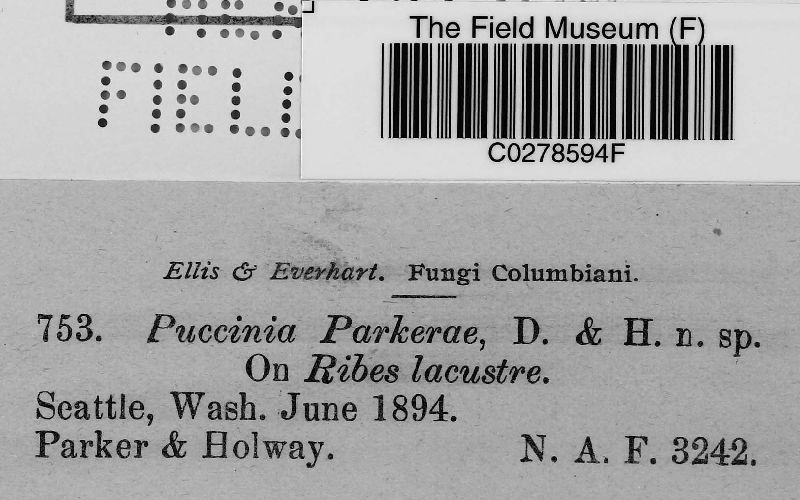 The Field Museum (F)
C0278594F
FIEL
Ellis & Everhart. Fungi Columbiani.
753. Puccinia Parkerae, D. & H. n. sp.
On Ribes lacustre.
Seattle, Wash. June 1894.
Parker & Holway. N. A. F. 3242.